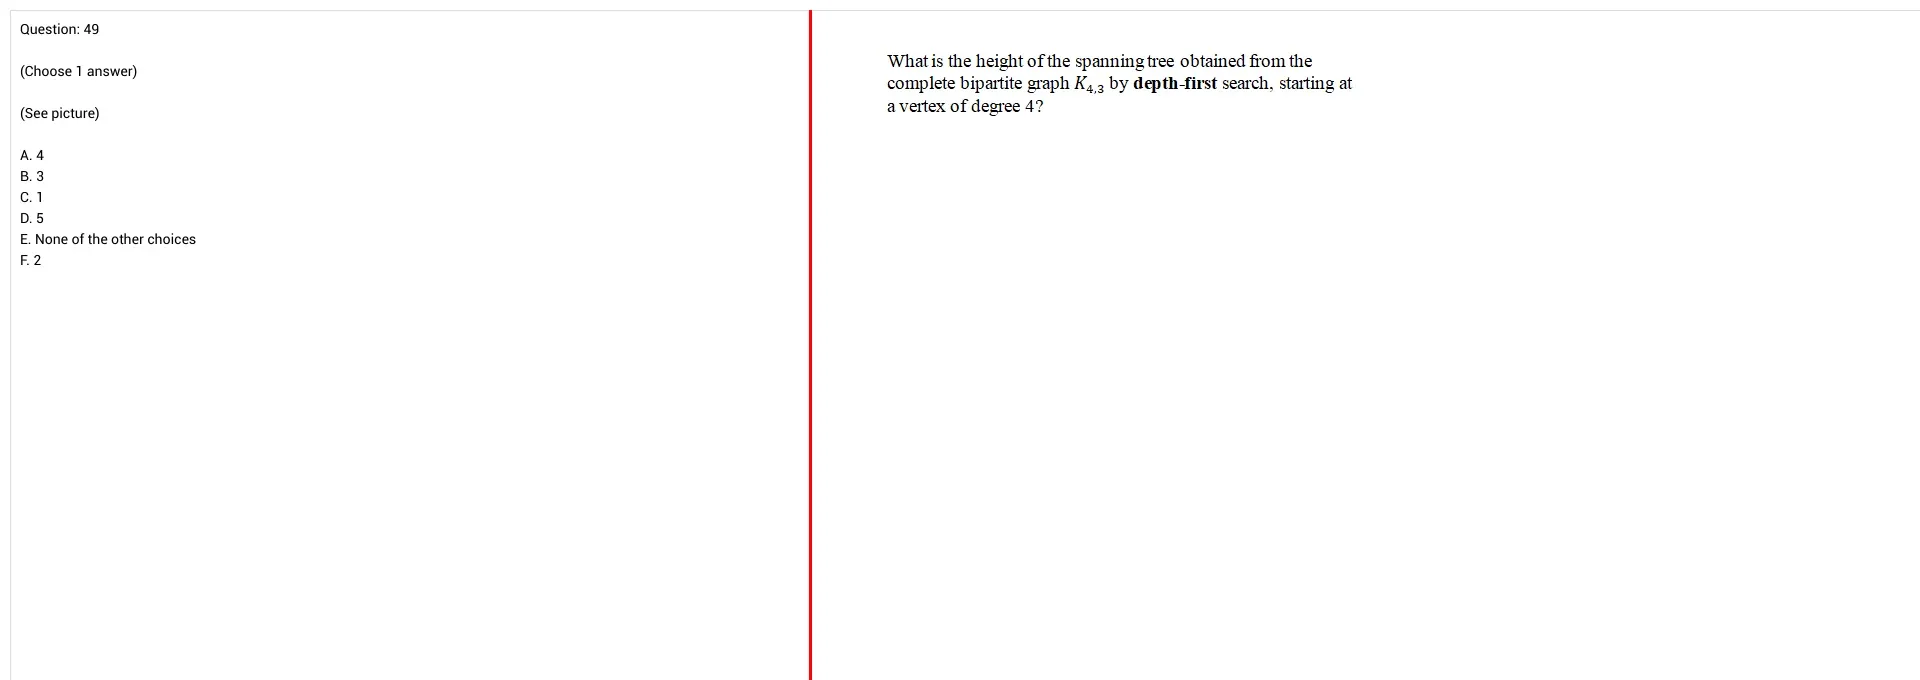 Question: 49
(Choose 1 answer)
(See picture)
A. 4
B. 3
C. 1
D. 5
E. None of the other choices
F. 2
What is the height of the spanning tree obtained from the
complete bipartite graph K4,3 by depth-first search, starting at
a vertex of degree 4?